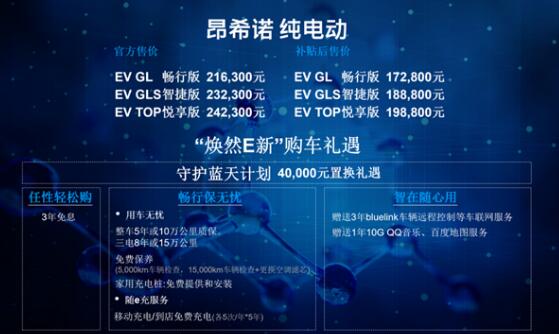 昂希诺 纯电动
官方售价
补贴后售价
EV GL 畅行版 216,300元
EV GL 畅行版 172,800元
EV GLS智捷版 232,300元
EV GLS智捷版 188,800元
EV TOP悦享版 242,300元
EV TOP悦享版 198,800元
“焕然E新”购车礼遇
守护蓝天计划 40,000元置换礼遇
任性轻松购
3年免息
畅行保无忧
• 用车无忧
整车5年或10万公里质保、
三电8年或15万公里
免费保养
(5,000km车辆检查，15,000km车辆检查+更换空调滤芯)
家用充电桩:免费提供和安装
• 随e充服务
移动充电/到店免费充电(各5次/年*5年)
智在随心用
赠送3年bluelink车辆远程控制等车联网服务
赠送1年10G QQ音乐、百度地图服务